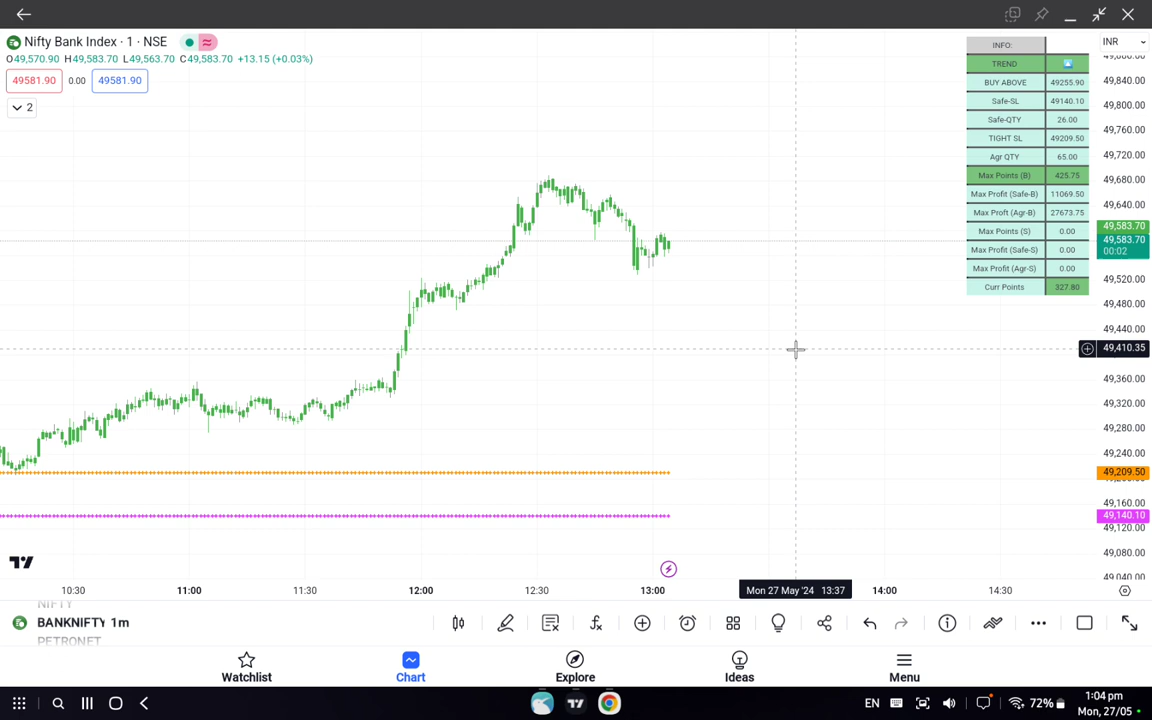 Nifty Bank Index · 1 · NSE
O49,570.90 H49,583.70 L49,563.70 C49,583.70 +13.15 (+0.03%)
49581.90 0.00 49581.90
2
INFO:
TREND
BUY ABOVE 49255.90
Safe-SL 49140.10
Safe-QTY 26.00
TIGHT SL 49209.50
Agr QTY 65.00
Max Points (B) 425.75
Max Profit (Safe-B) 11069.50
Max Proft (Agr-B) 27673.75
Max Points (S) 0.00
Max Profit (Safe-S) 0.00
Max Profit (Agr-S) 0.00
Curr Points 327.80
INR
49,880.00
49,840.00
49,800.00
49,760.00
49,720.00
49,680.00
49,640.00
49,583.70
49,583.70
00:02
49,520.00
49,480.00
49,440.00
49,410.35
49,360.00
49,320.00
49,280.00
49,240.00
49,209.50
49,160.00
49,140.10
49,120.00
49,080.00
49,040.00
10:30 11:00 11:30 12:00 12:30 13:00 Mon 27 May '24 13:37 14:00 14:30
NIFTY
BANKNIFTY 1m
PETRONET
Watchlist Chart Explore Ideas Menu
EN 72% 1:04 pm
Mon, 27/05